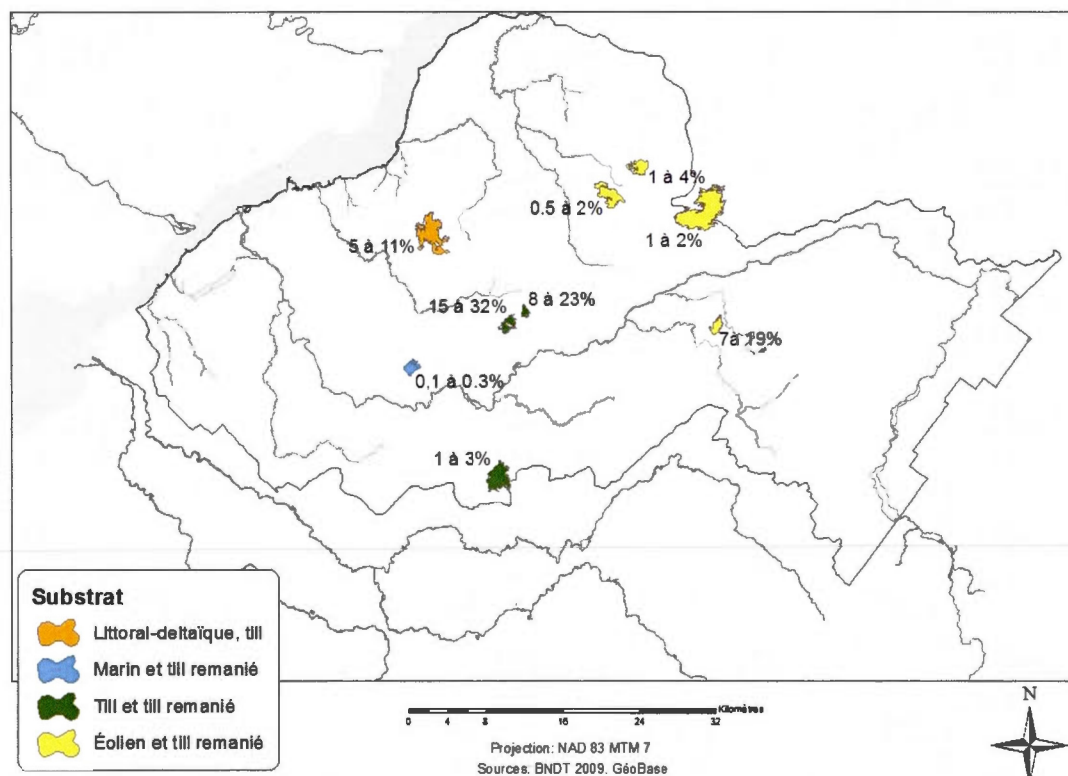 1 à 4%
0.5 à 2%
1 à 2%
5 à 11%
15 à 32%
8 à 23%
7à 19%
0,1 à 0.3%
1 à 3%
Substrat
Littoral-deltaïque, till
Marin et till remanié
Till et till remanié
Éolien et till remanié
Kilomètres
0 4 8 16 24 32
Projection: NAD 83 MTM 7
Sources: BNDT 2009, GéoBase
N